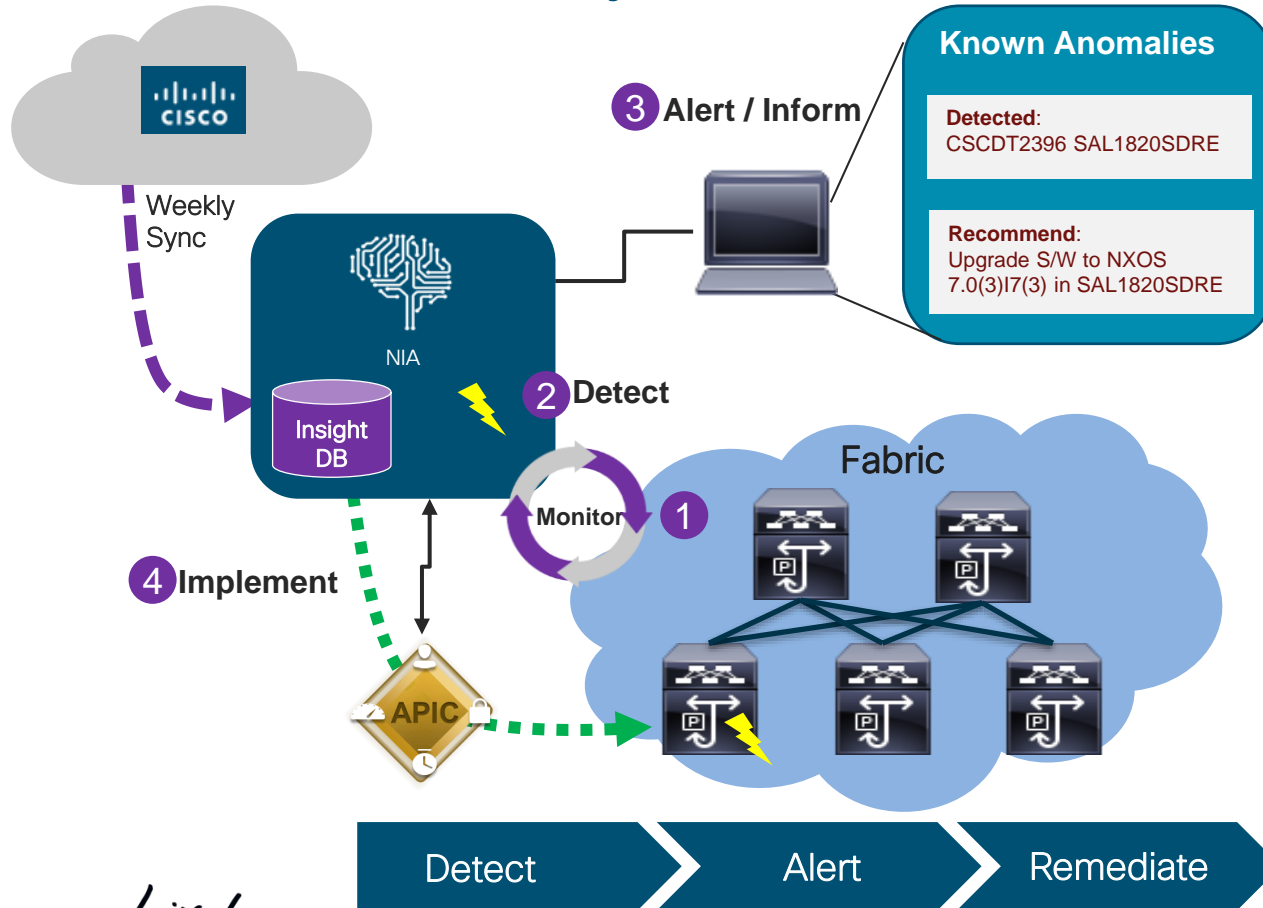 CISCO
Weekly
Sync
3 Alert / Inform
Known Anomalies
Detected:
CSCDT2396 SAL1820SDRE
Recommend:
Upgrade S/W to NXOS
7.0(3)I7(3) in SAL1820SDRE
NIA
2 Detect
Insight
DB
Monitor
1
Fabric
P
P
4 Implement
APIC
P
P
P
Detect
Alert
Remediate